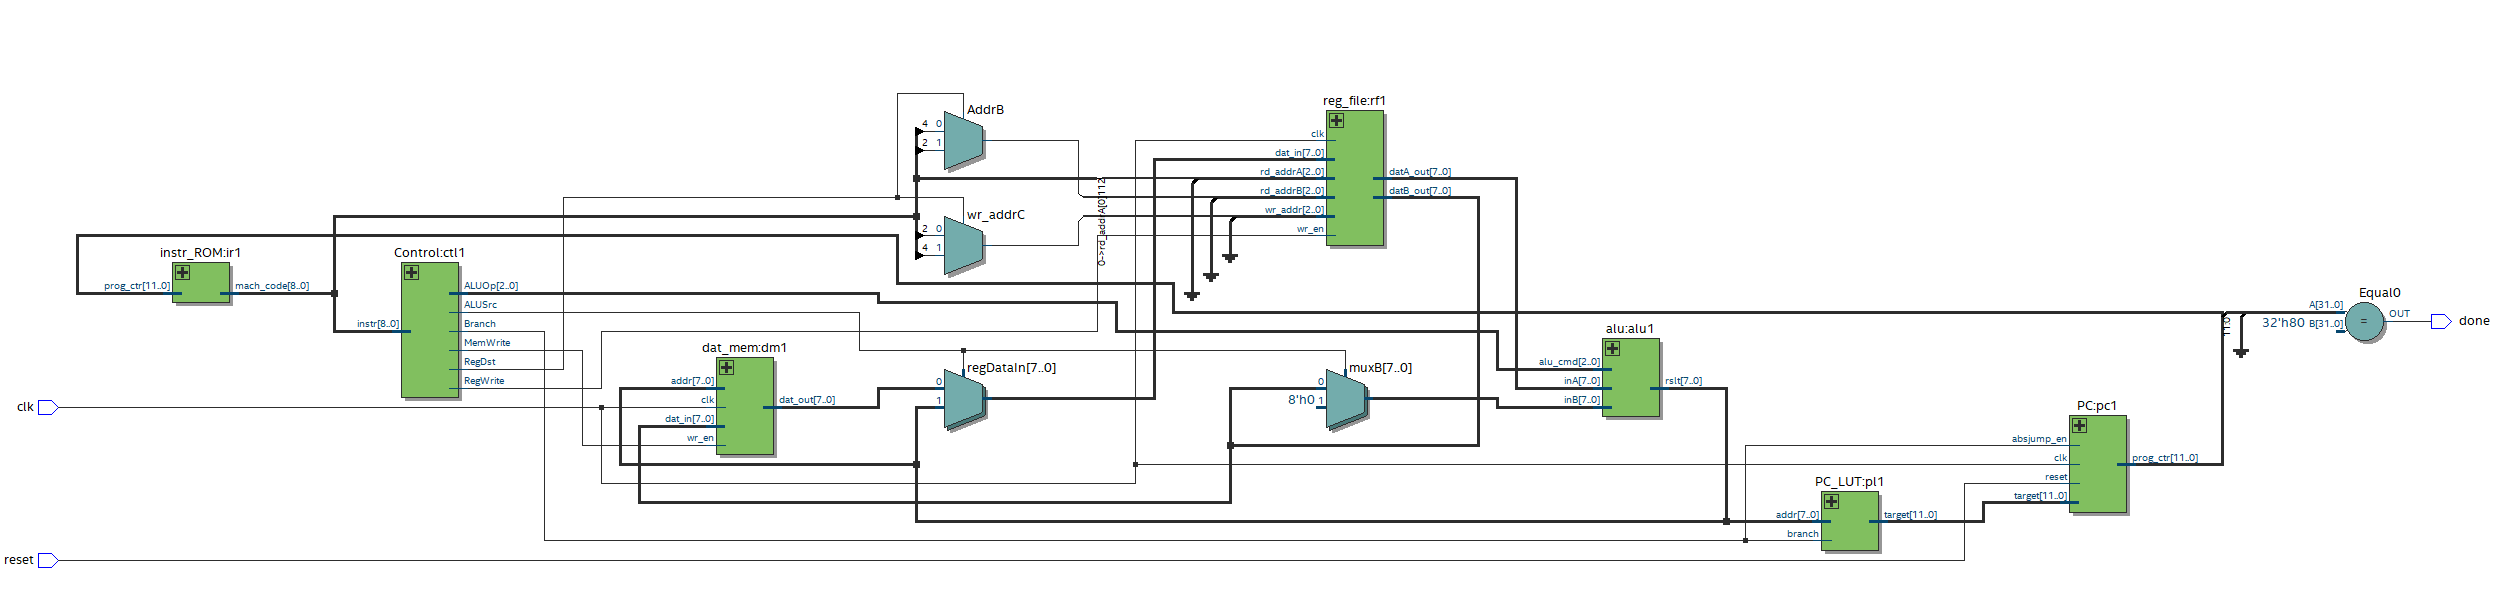 AddrB
4 0
2 1
wr_addrC
2 0
4 1
reg_file:rf1
clk
dat_in[7..0]
rd_addrA[2..0]
rd_addrB[2..0]
wr_addr[2..0]
wr_en
datA_out[7..0]
datB_out[7..0]
instr_ROM:ir1
prog_ctr[11..0]
mach_code[8..0]
Control:ctl1
instr[8..0]
ALUOp[2..0]
ALUSrc
Branch
MemWrite
RegDst
RegWrite
dat_mem:dm1
addr[7..0]
clk
dat_in[7..0]
wr_en
dat_out[7..0]
regDataIn[7..0]
0
1
muxB[7..0]
0
8'h0 1
alu:alu1
alu_cmd[2..0]
inA[7..0]
inB[7..0]
rslt[7..0]
PC_LUT:pl1
addr[7..0]
branch
target[11..0]
PC:pc1
absjump_en
clk
reset
target[11..0]
prog_ctr[11..0]
Equal0
A[31..0]
32'h80 B[31..0]
=
OUT
done
clk
reset